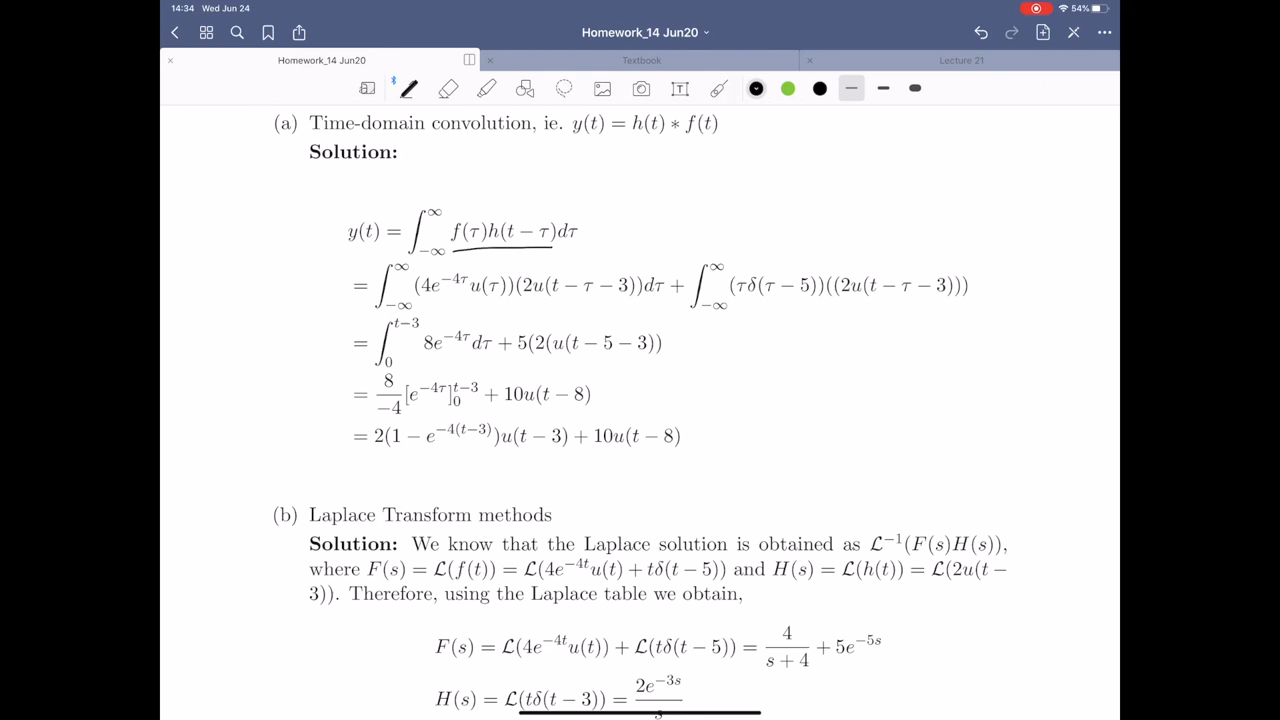 14:34 Wed Jun 24
54%
Homework_14 Jun20
Homework_14 Jun20
Textbook
Lecture 21
(a) Time-domain convolution, ie. y(t) = h(t) ∗ f(t)
Solution:
y(t) = ∫_{−∞}^{∞} f(τ)h(t − τ)dτ
= ∫_{−∞}^{∞} (4e^{−4τ}u(τ))(2u(t − τ − 3))dτ + ∫_{−∞}^{∞} (τδ(τ − 5))((2u(t − τ − 3)))
= ∫_{0}^{t−3} 8e^{−4τ}dτ + 5(2(u(t − 5 − 3))
= \frac{8}{−4}[e^{−4τ}]_{0}^{t−3} + 10u(t − 8)
= 2(1 − e^{−4(t−3)})u(t − 3) + 10u(t − 8)
(b) Laplace Transform methods
Solution: We know that the Laplace solution is obtained as ℒ^{−1}(F(s)H(s)),
where F(s) = ℒ(f(t)) = ℒ(4e^{−4t}u(t) + tδ(t − 5)) and H(s) = ℒ(h(t)) = ℒ(2u(t −
3)). Therefore, using the Laplace table we obtain,
F(s) = ℒ(4e^{−4t}u(t)) + ℒ(tδ(t − 5)) = \frac{4}{s + 4} + 5e^{−5s}
H(s) = ℒ(tδ(t − 3)) = \frac{2e^{−3s}}{s}